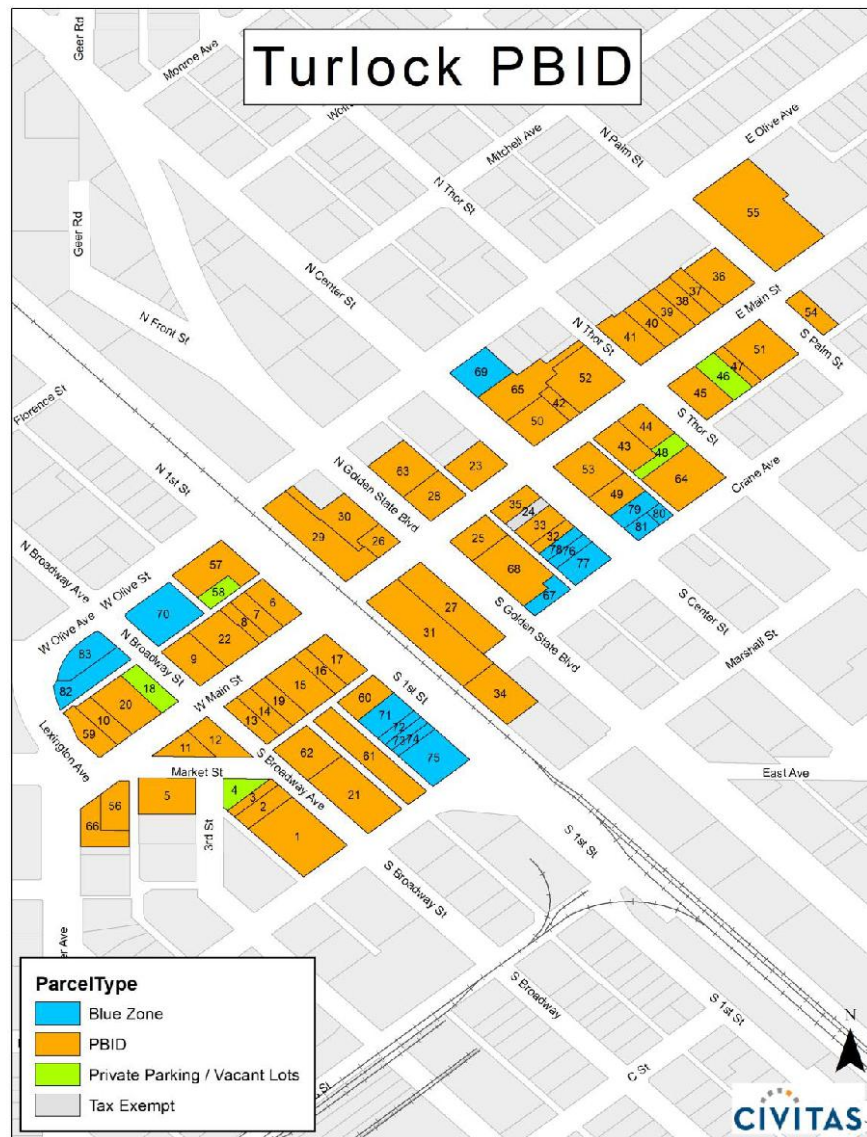 Turlock PBID
Geer Rd
Monroe Ave
Mitchell Ave
N Palm St
E Olive Ave
N Thor St
Geer Rd
N Center St
N Front St
55
36
37
38
39
40
41
E Main St
54
S Palm St
N Thor St
69
65
52
42
50
51
47
46
45
S Thor St
Florence St
N 1st St
N Golden State Blvd
63
28
23
44
43
48
64
Crane Ave
53
49
79
80
81
30
29
26
35
24
33
32
78
76
77
25
68
67
N Broadway Ave
W Olive St
57
58
W Olive Ave
70
N Broadway St
6
7
8
22
9
27
31
34
S Golden State Blvd
S Center St
Marshall St
83
82
18
20
10
59
Lexington Ave
W Main St
17
16
15
19
14
13
S 1st St
60
71
72
73
74
75
12
11
62
61
21
S Broadway Ave
Market St
East Ave
56
66
5
3rd St
4
3
2
1
S 1st St
S Broadway St
S Broadway
S 1st St
C St
ParcelType
Blue Zone
PBID
Private Parking / Vacant Lots
Tax Exempt
N
CIVITAS